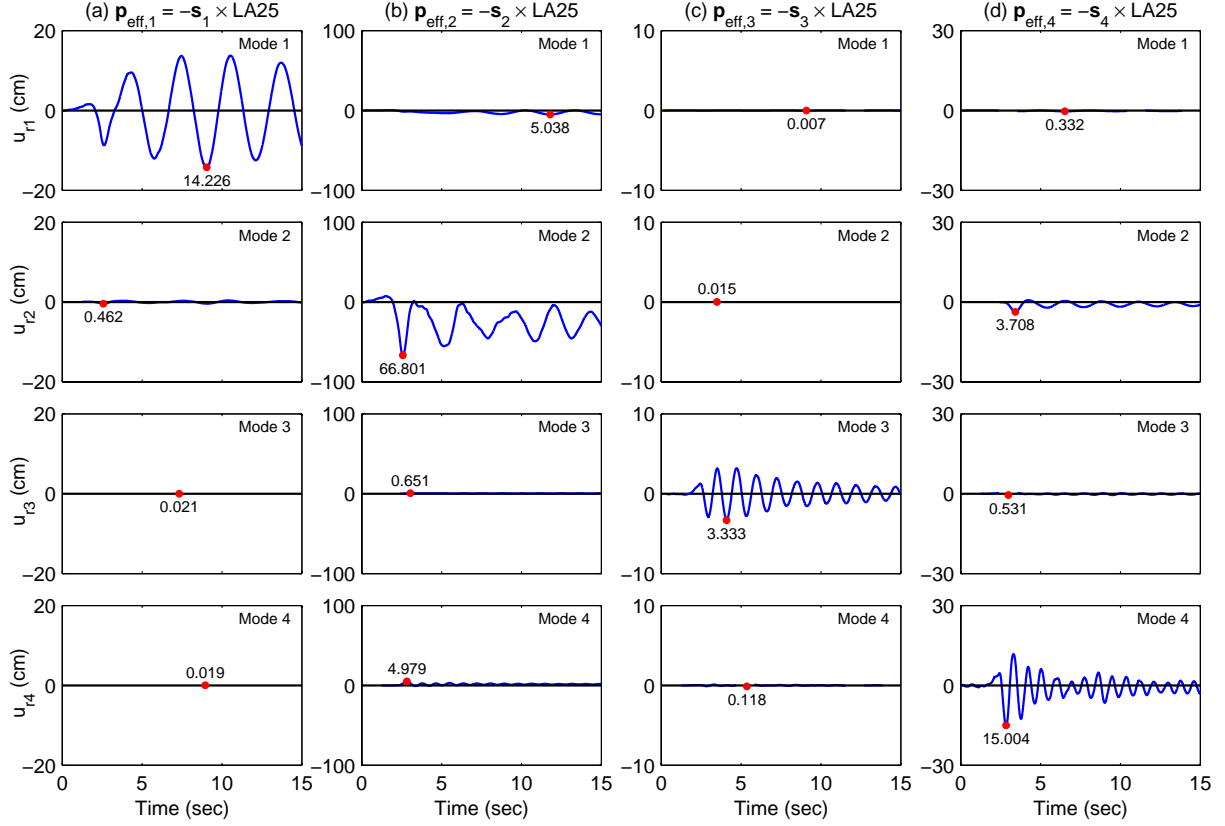 (a) p_eff,1 = −s_1 × LA25
(b) p_eff,2 = −s_2 × LA25
(c) p_eff,3 = −s_3 × LA25
(d) p_eff,4 = −s_4 × LA25
u_r1 (cm)
20
0
−20
Mode 1
14.226
100
0
−100
Mode 1
5.038
10
0
−10
Mode 1
0.007
30
0
−30
Mode 1
0.332
u_r2 (cm)
20
0
−20
Mode 2
0.462
100
0
−100
Mode 2
66.801
10
0
−10
Mode 2
0.015
30
0
−30
Mode 2
3.708
u_r3 (cm)
20
0
−20
Mode 3
0.021
100
0
−100
Mode 3
0.651
10
0
−10
Mode 3
3.333
30
0
−30
Mode 3
0.531
u_r4 (cm)
20
0
−20
Mode 4
0.019
100
0
−100
Mode 4
4.979
10
0
−10
Mode 4
0.118
30
0
−30
Mode 4
15.004
0 5 10 15
0 5 10 15
0 5 10 15
0 5 10 15
Time (sec)
Time (sec)
Time (sec)
Time (sec)